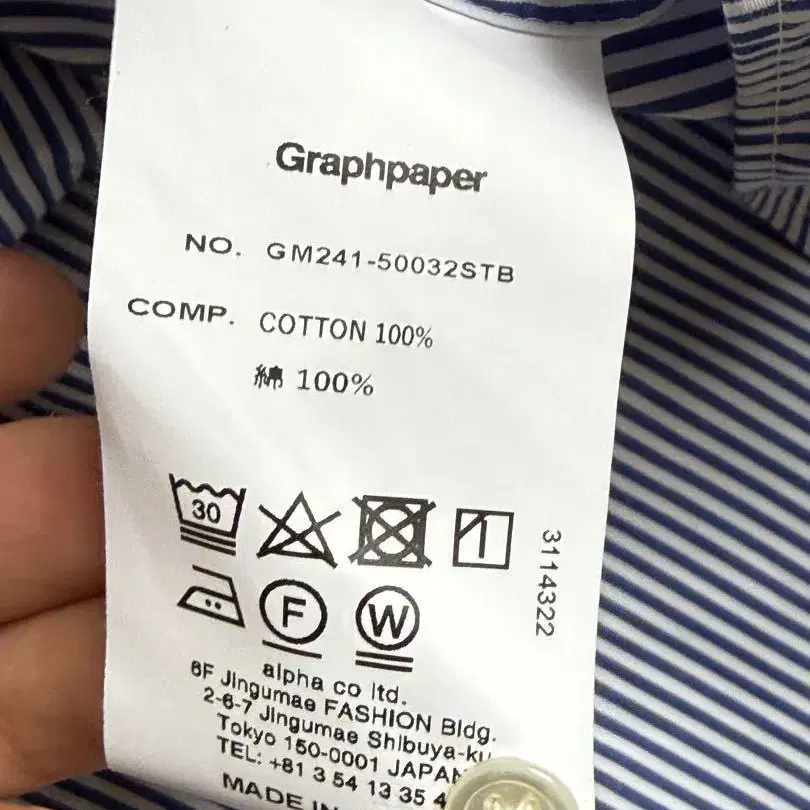 Graphpaper
NO. GM241-50032STB
COMP. COTTON 100%
綿 100%
30
3114322
F
W
alpha co ltd.
6F Jingumae FASHION Bldg.
2-6-7 Jingumae Shibuya-ku
Tokyo 150-0001 JAPAN
TEL: +81 3 54 13 35 4
MADE IN